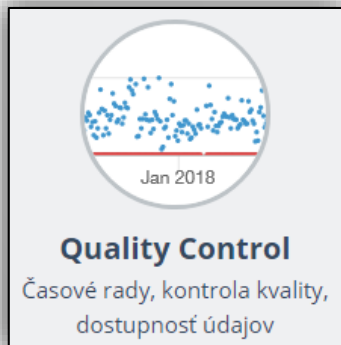 Jan 2018
Quality Control
Časové rady, kontrola kvality,
dostupnosť údajov